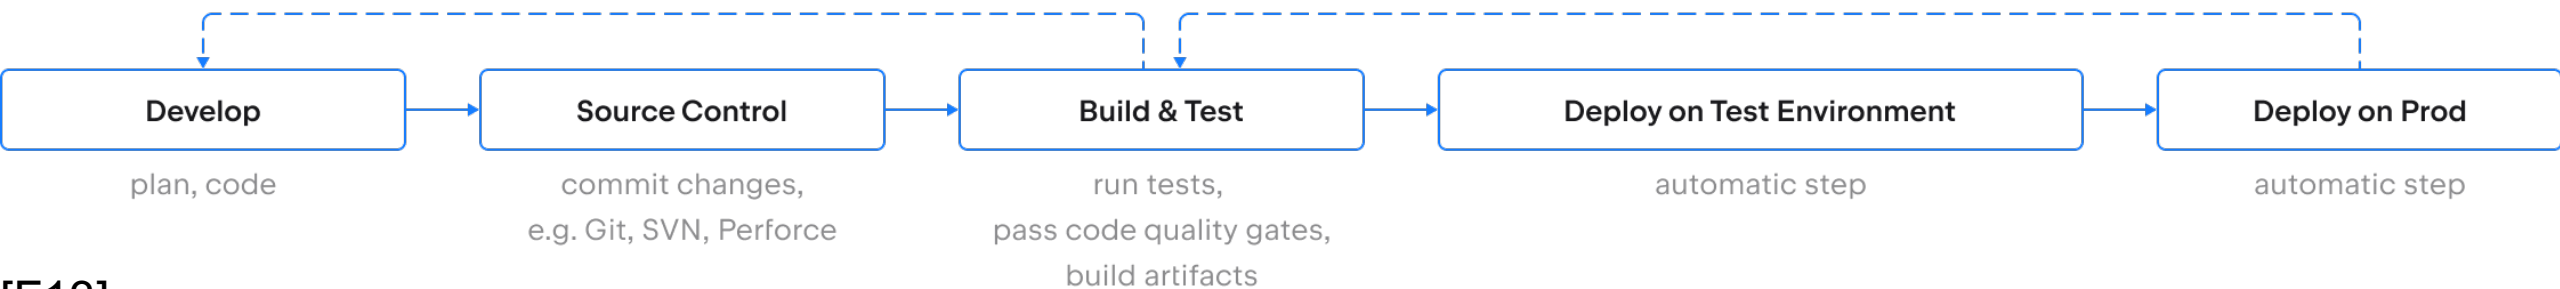 Develop
Source Control
Build & Test
Deploy on Test Environment
Deploy on Prod
plan, code
commit changes,
e.g. Git, SVN, Perforce
run tests,
pass code quality gates,
build artifacts
automatic step
automatic step